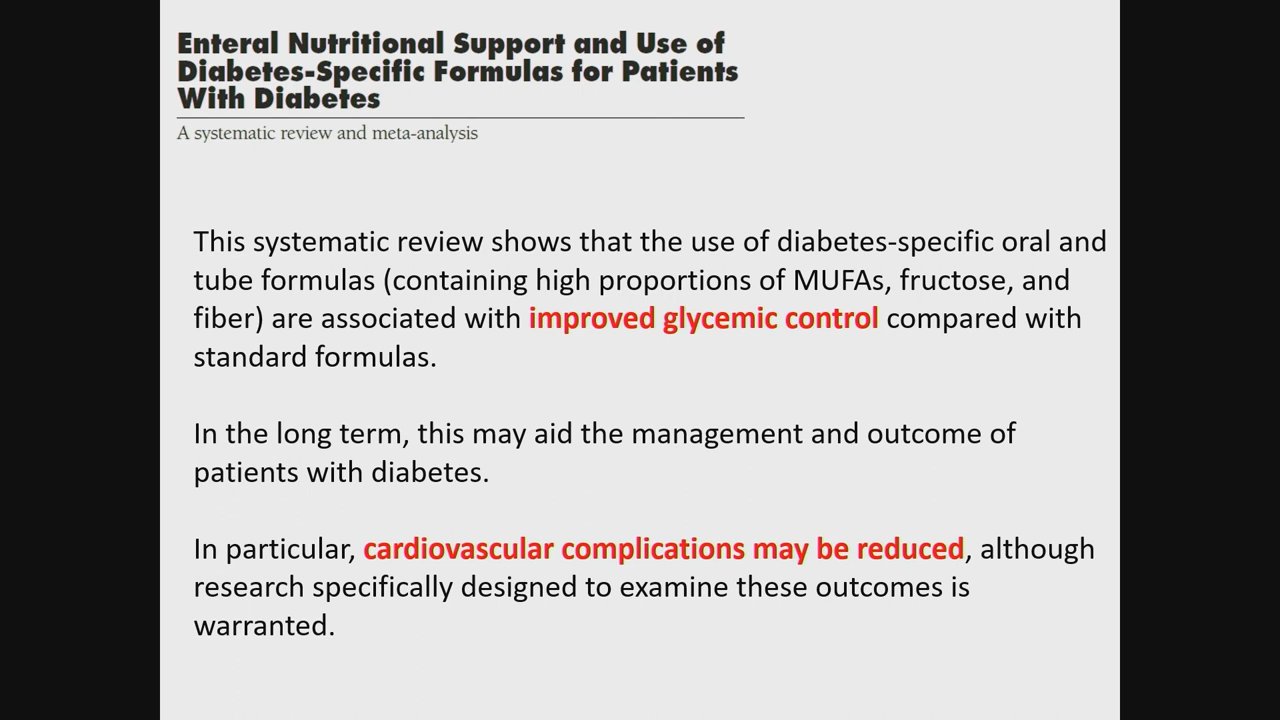 Enteral Nutritional Support and Use of
Diabetes-Specific Formulas for Patients
With Diabetes
A systematic review and meta-analysis
This systematic review shows that the use of diabetes-specific oral and
tube formulas (containing high proportions of MUFAs, fructose, and
fiber) are associated with improved glycemic control compared with
standard formulas.
In the long term, this may aid the management and outcome of
patients with diabetes.
In particular, cardiovascular complications may be reduced, although
research specifically designed to examine these outcomes is
warranted.